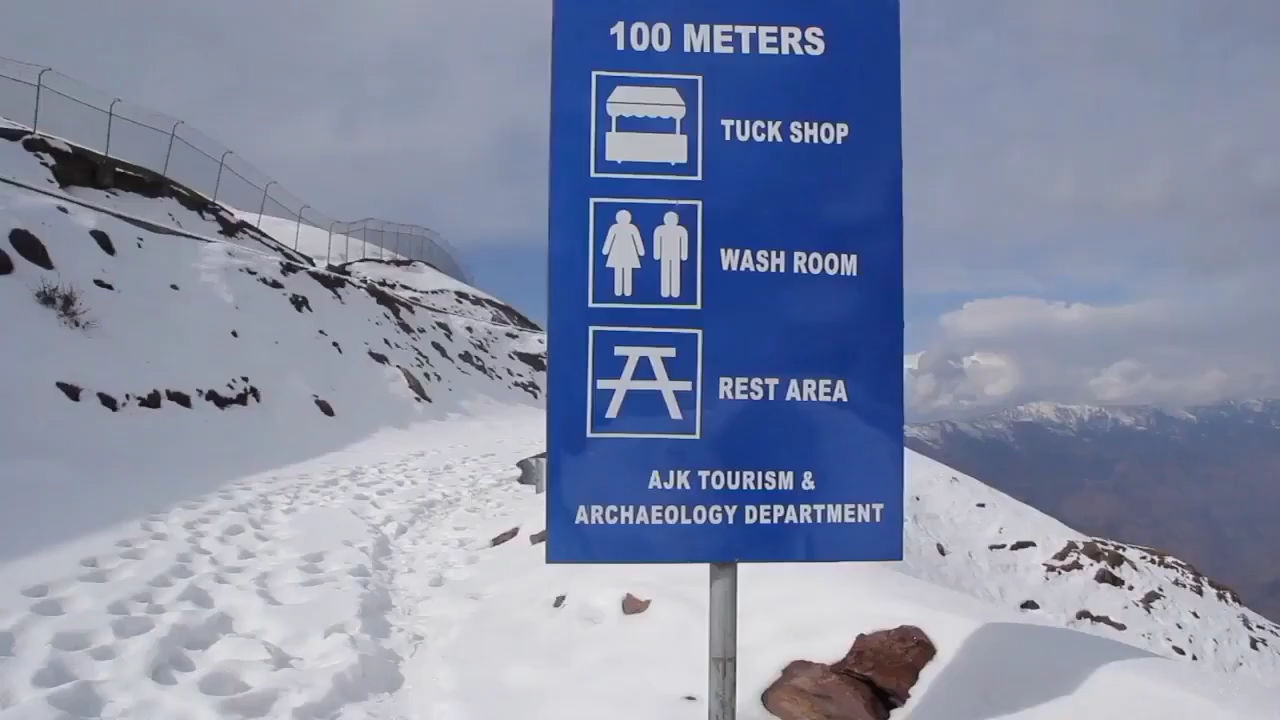 100 METERS
TUCK SHOP
WASH ROOM
REST AREA
AJK TOURISM &
ARCHAEOLOGY DEPARTMENT